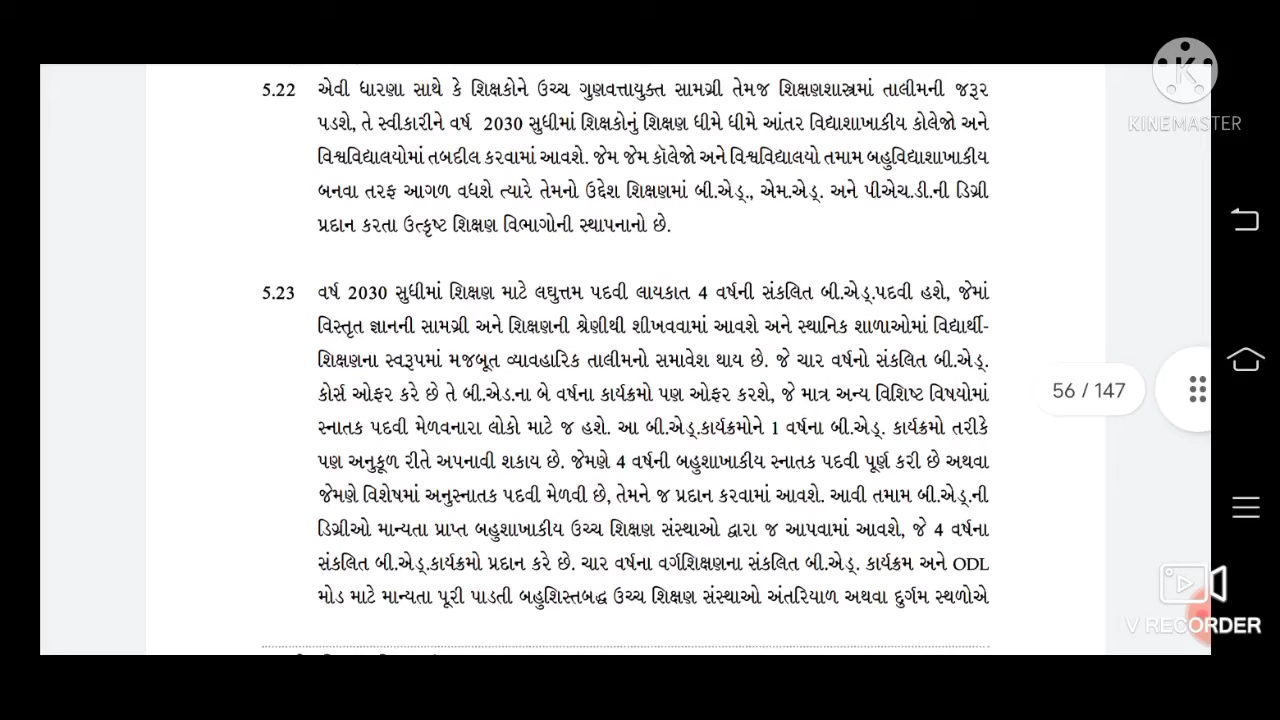 5.22 એવી ધારણા સાથે કે શિક્ષકોને ઉચ્ચ ગુણવત્તાયુક્ત સામગ્રી તેમજ શિક્ષણશાસ્ત્રમાં તાલીમની જરૂર
પડશે, તે સ્વીકારીને વર્ષ 2030 સુધીમાં શિક્ષકોનું શિક્ષણ ધીમે ધીમે આંતર વિદ્યાશાખાકીય કોલેજો અને
વિશ્વવિદ્યાલયોમાં તબદીલ કરવામાં આવશે. જેમ જેમ કૉલેજો અને વિશ્વવિદ્યાલયો તમામ બહુવિદ્યાશાખાકીય
બનવા તરફ આગળ વધશે ત્યારે તેમનો ઉદ્દેશ શિક્ષણમાં બી.એડ્., એમ.એડ્. અને પીએચ.ડી.ની ડિગ્રી
પ્રદાન કરતા ઉત્કૃષ્ટ શિક્ષણ વિભાગોની સ્થાપનાનો છે.
5.23 વર્ષ 2030 સુધીમાં શિક્ષણ માટે લઘુત્તમ પદવી લાયકાત 4 વર્ષની સંકલિત બી.એડ્.પદવી હશે, જેમાં
વિસ્તૃત જ્ઞાનની સામગ્રી અને શિક્ષણની શ્રેણીથી શીખવવામાં આવશે અને સ્થાનિક શાળાઓમાં વિદ્યાર્થી-
શિક્ષણના સ્વરૂપમાં મજબૂત વ્યાવહારિક તાલીમનો સમાવેશ થાય છે. જે ચાર વર્ષનો સંકલિત બી.એડ્.
કોર્સ ઓફર કરે છે તે બી.એડ.ના બે વર્ષના કાર્યક્રમો પણ ઓફર કરશે, જે માત્ર અન્ય વિશિષ્ટ વિષયોમાં
સ્નાતક પદવી મેળવનારા લોકો માટે જ હશે. આ બી.એડ્.કાર્યક્રમોને 1 વર્ષના બી.એડ્. કાર્યક્રમો તરીકે
પણ અનુકૂળ રીતે અપનાવી શકાય છે. જેમણે 4 વર્ષની બહુશાખાકીય સ્નાતક પદવી પૂર્ણ કરી છે અથવા
જેમણે વિશેષમાં અનુસ્નાતક પદવી મેળવી છે, તેમને જ પ્રદાન કરવામાં આવશે. આવી તમામ બી.એડ્.ની
ડિગ્રીઓ માન્યતા પ્રાપ્ત બહુશાખાકીય ઉચ્ચ શિક્ષણ સંસ્થાઓ દ્વારા જ આપવામાં આવશે, જે 4 વર્ષના
સંકલિત બી.એડ્.કાર્યક્રમો પ્રદાન કરે છે. ચાર વર્ષના વર્ગશિક્ષણના સંકલિત બી.એડ્. કાર્યક્રમ અને ODL
મોડ માટે માન્યતા પૂરી પાડતી બહુશિસ્તબદ્ધ ઉચ્ચ શિક્ષણ સંસ્થાઓ અંતરિયાળ અથવા દુર્ગમ સ્થળોએ
K
KINEMASTER
56 / 147
V RECORDER